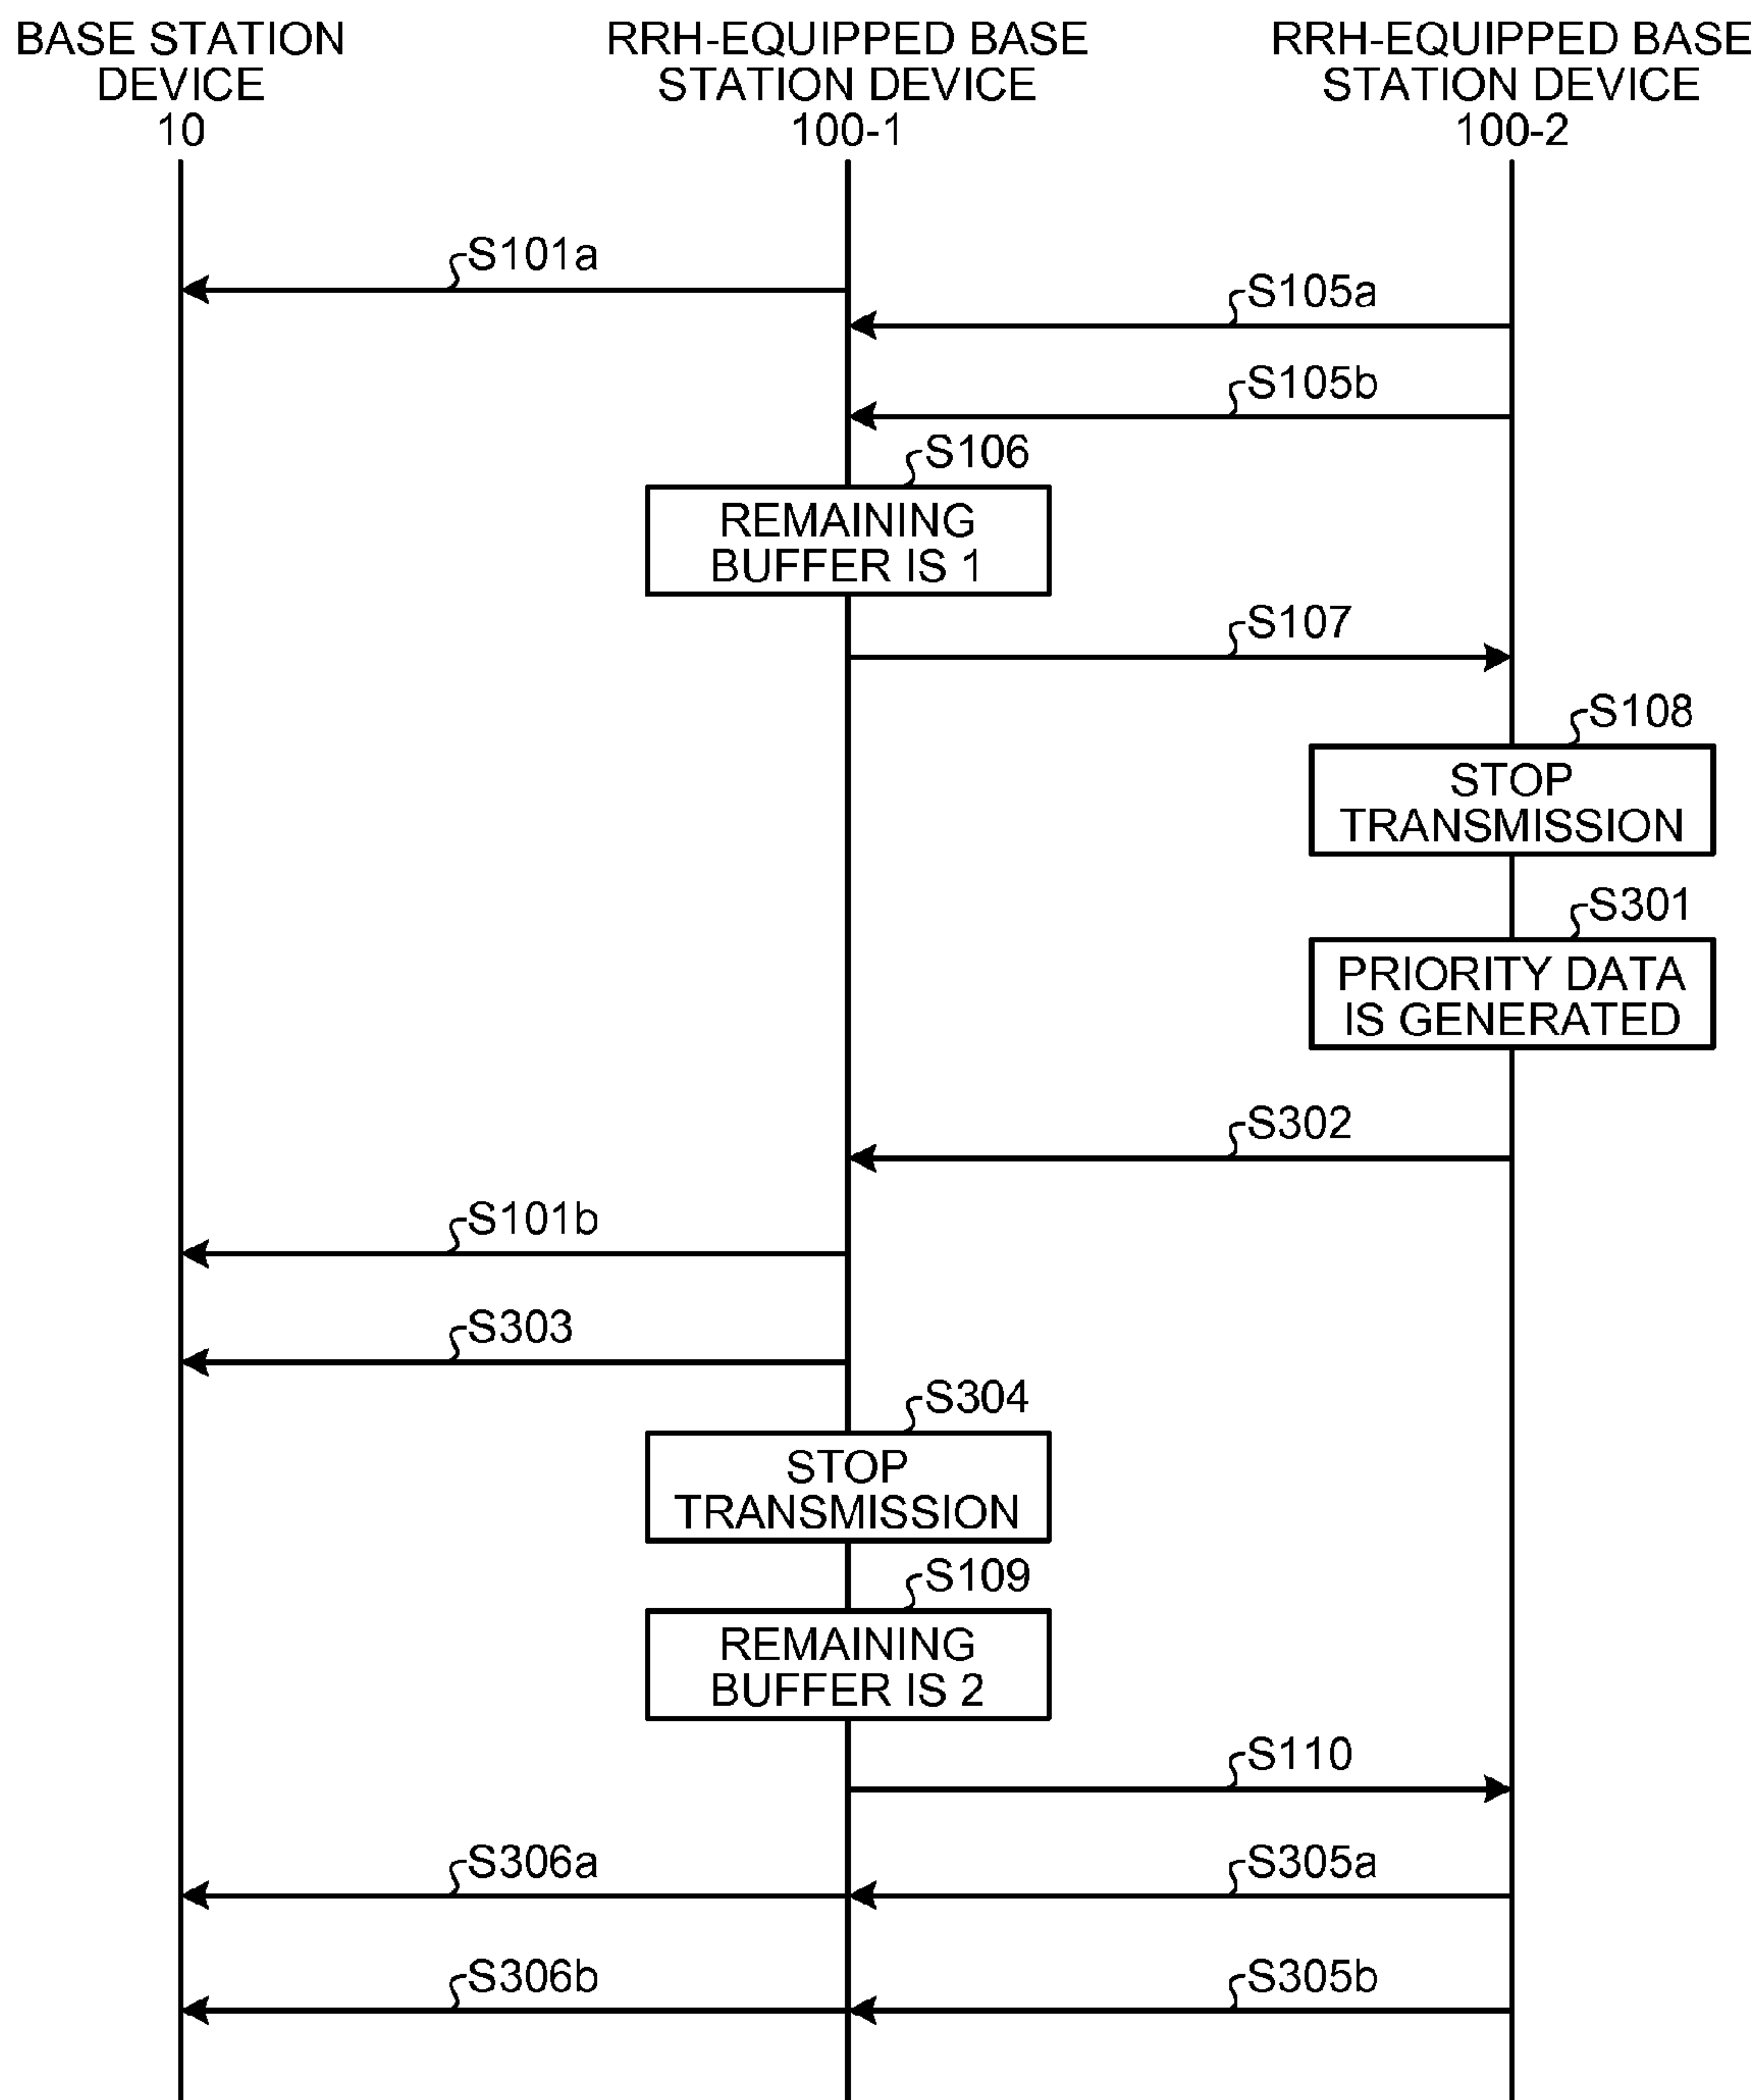 BASE STATION
DEVICE
10
RRH-EQUIPPED BASE
STATION DEVICE
100-1
RRH-EQUIPPED BASE
STATION DEVICE
100-2
S101a
S105a
S105b
S106
REMAINING
BUFFER IS 1
S107
S108
STOP
TRANSMISSION
S301
PRIORITY DATA
IS GENERATED
S302
S101b
S303
S304
STOP
TRANSMISSION
S109
REMAINING
BUFFER IS 2
S110
S306a
S305a
S306b
S305b